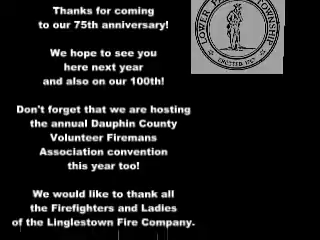 Thanks for coming
to our 75th anniversary!
We hope to see you
here next year
and also on our 100th!
Don't forget that we are hosting
the annual Dauphin County
Volunteer Firemans
Association convention
this year too!
We would like to thank all
the Firefighters and Ladies
of the Linglestown Fire Company.
LOWER TOWNSHIP